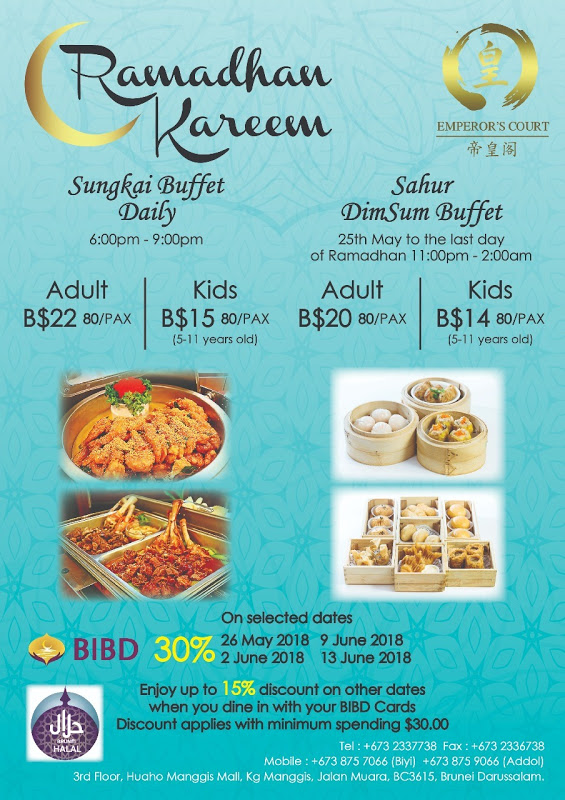 Ramadhan
Kareem
皇
EMPEROR'S COURT
帝皇阁
Sungkai Buffet
Daily
6:00pm - 9:00pm
Adult
B$22 80/PAX
Kids
B$15 80/PAX
(5-11 years old)
Sahur
DimSum Buffet
25th May to the last day
of Ramadhan 11:00pm - 2:00am
Adult
B$20 80/PAX
Kids
B$14 80/PAX
(5-11 years old)
On selected dates
BIBD 30% 26 May 2018 9 June 2018
2 June 2018 13 June 2018
Enjoy up to 15% discount on other dates
when you dine in with your BIBD Cards
Discount applies with minimum spending $30.00
حلال
BRUNEI
HALAL
Tel : +673 2337738 Fax : +673 2336738
Mobile : +673 875 7066 (Biyi) +673 875 9066 (Addol)
3rd Floor, Huaho Manggis Mall, Kg Manggis, Jalan Muara, BC3615, Brunei Darussalam.